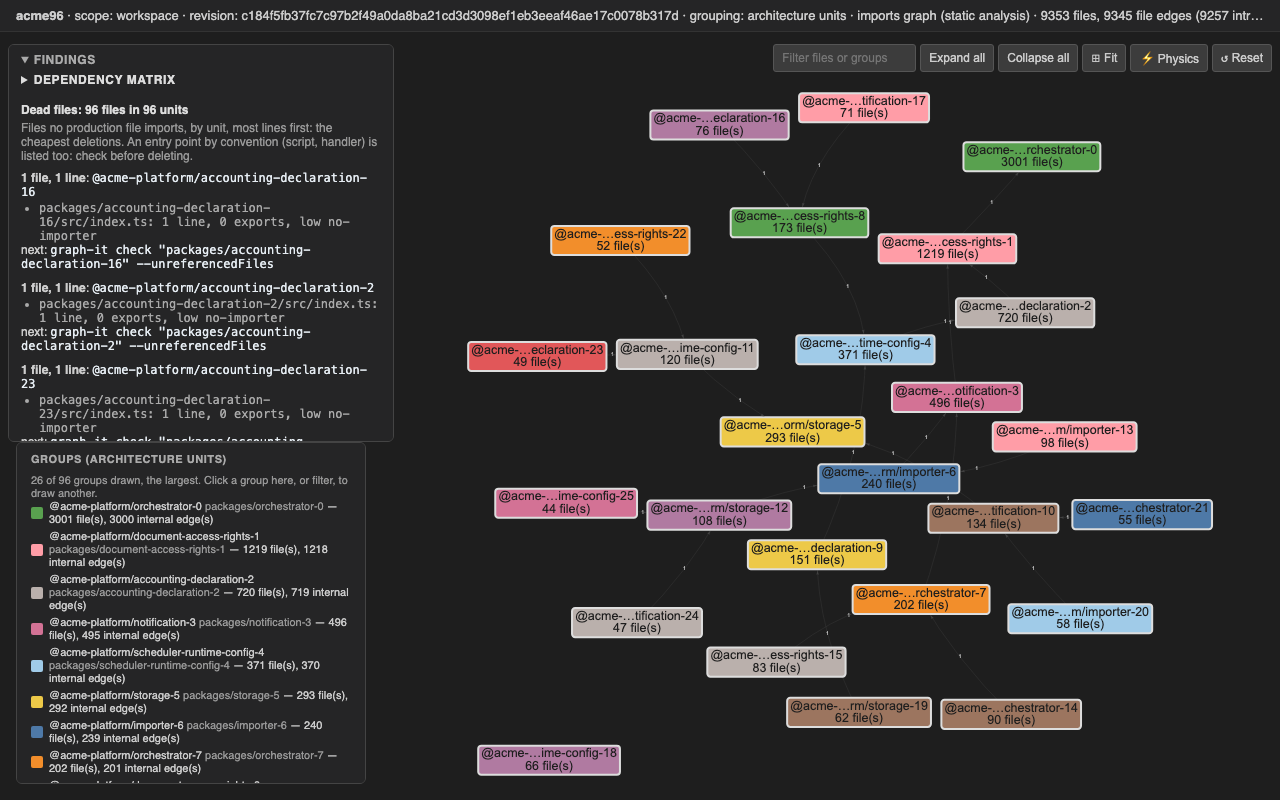 acme96 · scope: workspace · revision: c184f5fb37fc7c97b2f49a0da8ba21cd3d3098ef1eb3eeaf46ae17c0078b317d · grouping: architecture units · imports graph (static analysis) · 9353 files, 9345 file edges (9257 intr…
▼ FINDINGS
▶ DEPENDENCY MATRIX
Dead files: 96 files in 96 units
Files no production file imports, by unit, most lines first: the
cheapest deletions. An entry point by convention (script, handler) is
listed too: check before deleting.
1 file, 1 line: @acme-platform/accounting-declaration-
16
• packages/accounting-declaration-
16/src/index.ts: 1 line, 0 exports, low no-
importer
next: graph-it check "packages/accounting-
declaration-16" --unreferencedFiles
1 file, 1 line: @acme-platform/accounting-declaration-2
• packages/accounting-declaration-2/src/index.ts:
1 line, 0 exports, low no-importer
next: graph-it check "packages/accounting-
declaration-2" --unreferencedFiles
1 file, 1 line: @acme-platform/accounting-declaration-
23
• packages/accounting-declaration-
23/src/index.ts: 1 line, 0 exports, low no-
importer
next: graph-it check "packages/accounting-
GROUPS (ARCHITECTURE UNITS)
26 of 96 groups drawn, the largest. Click a group here, or filter, to
draw another.
@acme-platform/orchestrator-0 packages/orchestrator-0 —
3001 file(s), 3000 internal edge(s)
@acme-platform/document-access-rights-1
packages/document-access-rights-1 — 1219 file(s), 1218
internal edge(s)
@acme-platform/accounting-declaration-2
packages/accounting-declaration-2 — 720 file(s), 719 internal
edge(s)
@acme-platform/notification-3 packages/notification-3 — 496
file(s), 495 internal edge(s)
@acme-platform/scheduler-runtime-config-4
packages/scheduler-runtime-config-4 — 371 file(s), 370
internal edge(s)
@acme-platform/storage-5 packages/storage-5 — 293 file(s),
292 internal edge(s)
@acme-platform/importer-6 packages/importer-6 — 240
file(s), 239 internal edge(s)
@acme-platform/orchestrator-7 packages/orchestrator-7 —
202 file(s), 201 internal edge(s)
Filter files or groups
Expand all
Collapse all
⊞ Fit
⚡ Physics
↺ Reset
@acme-…tification-17
71 file(s)
@acme-…eclaration-16
76 file(s)
@acme-…rchestrator-0
3001 file(s)
@acme-…cess-rights-8
173 file(s)
@acme-…ess-rights-22
52 file(s)
@acme-…cess-rights-1
1219 file(s)
@acme-…declaration-2
720 file(s)
@acme-…time-config-4
371 file(s)
@acme-…eclaration-23
49 file(s)
@acme-…ime-config-11
120 file(s)
@acme-…otification-3
496 file(s)
@acme-…orm/storage-5
293 file(s)
@acme-…m/importer-13
98 file(s)
@acme-…rm/importer-6
240 file(s)
@acme-…ime-config-25
44 file(s)
@acme-…rm/storage-12
108 file(s)
@acme-…tification-10
134 file(s)
@acme-…chestrator-21
55 file(s)
@acme-…declaration-9
151 file(s)
@acme-…rchestrator-7
202 file(s)
@acme-…m/importer-20
58 file(s)
@acme-…tification-24
47 file(s)
@acme-…ess-rights-15
83 file(s)
@acme-…rm/storage-19
62 file(s)
@acme-…chestrator-14
90 file(s)
@acme-…ime-config-18
66 file(s)